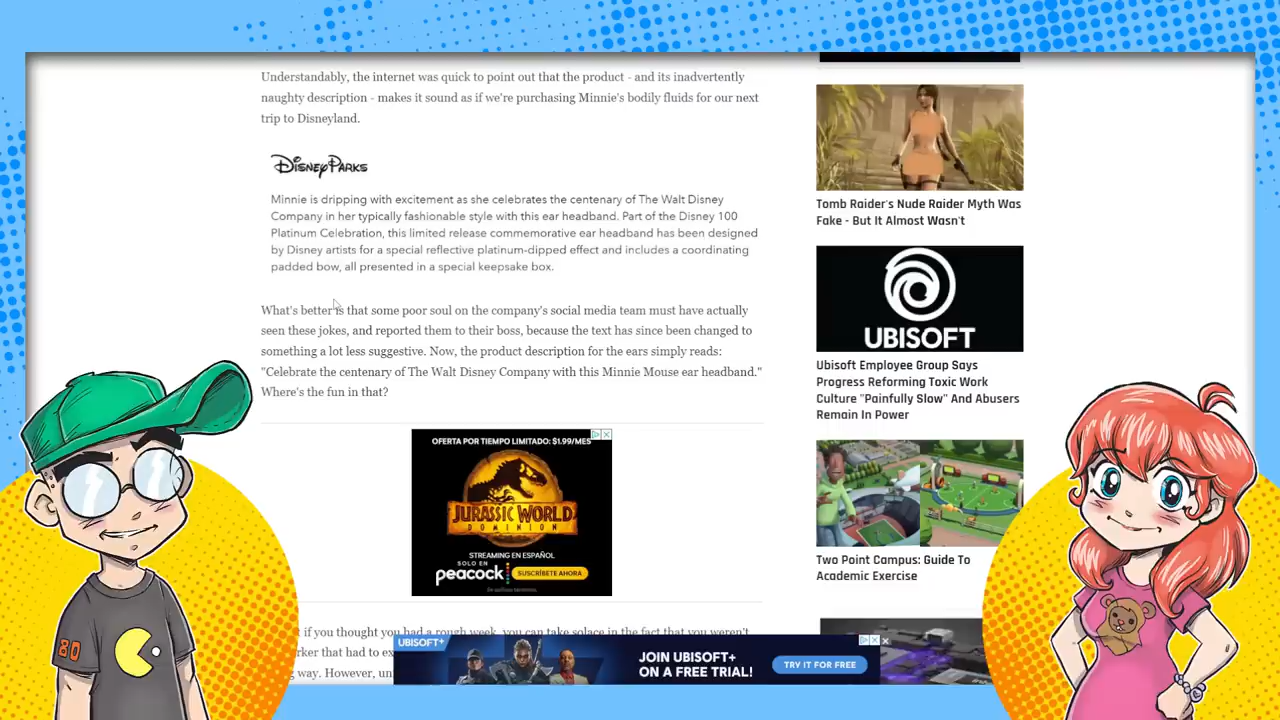 Understandably, the internet was quick to point out that the product - and its inadvertently
naughty description - makes it sound as if we're purchasing Minnie's bodily fluids for our next
trip to Disneyland.
DISNEY PARKS
Minnie is dripping with excitement as she celebrates the centenary of The Walt Disney
Company in her typically fashionable style with this ear headband. Part of the Disney 100
Platinum Celebration, this limited release commemorative ear headband has been designed
by Disney artists for a special reflective platinum-dipped effect and includes a coordinating
padded bow, all presented in a special keepsake box.
What's better is that some poor soul on the company's social media team must have actually
seen these jokes, and reported them to their boss, because the text has since been changed to
something a lot less suggestive. Now, the product description for the ears simply reads:
"Celebrate the centenary of The Walt Disney Company with this Minnie Mouse ear headband."
Where's the fun in that?
OFERTA POR TIEMPO LIMITADO: $1.99/MES
JURASSIC WORLD
DOMINION
STREAMING EN ESPAÑOL
SOLO EN
peacock
SUSCRÍBETE AHORA
if you thought you had a rough week, you can take solace in the fact that you weren't
rker that had to ex
g way. However, un
UBISOFT+
JOIN UBISOFT+
ON A FREE TRIAL!
TRY IT FOR FREE
Tomb Raider's Nude Raider Myth Was
Fake - But It Almost Wasn't
UBISOFT
Ubisoft Employee Group Says
Progress Reforming Toxic Work
Culture "Painfully Slow" And Abusers
Remain In Power
Two Point Campus: Guide To
Academic Exercise
80